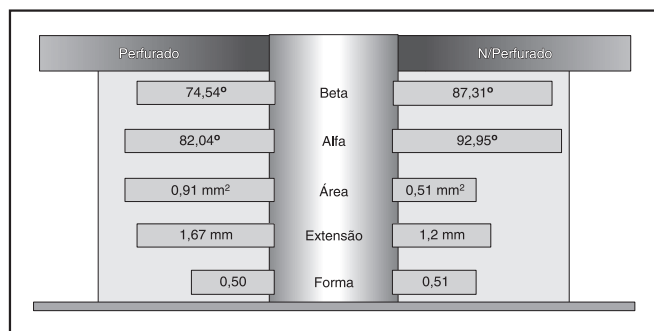 Perfurado N/Perfurado
74,54º Beta 87,31º
82,04º Alfa 92,95º
0,91 mm² Área 0,51 mm²
1,67 mm Extensão 1,2 mm
0,50 Forma 0,51